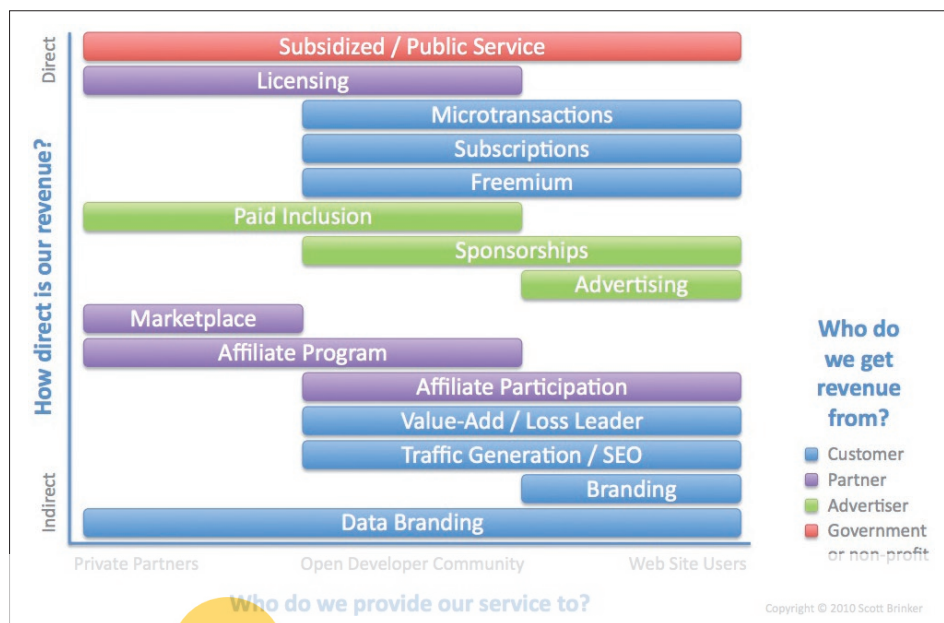 Direct
How direct is our revenue?
Indirect
Subsidized / Public Service
Licensing
Microtransactions
Subscriptions
Freemium
Paid Inclusion
Sponsorships
Advertising
Marketplace
Affiliate Program
Affiliate Participation
Value-Add / Loss Leader
Traffic Generation / SEO
Branding
Data Branding
Who do
we get
revenue
from?
Customer
Partner
Advertiser
Government
or non-profit
Private Partners
Open Developer Community
Web Site Users
Who do we provide our service to?
Copyright © 2010 Scott Brinker